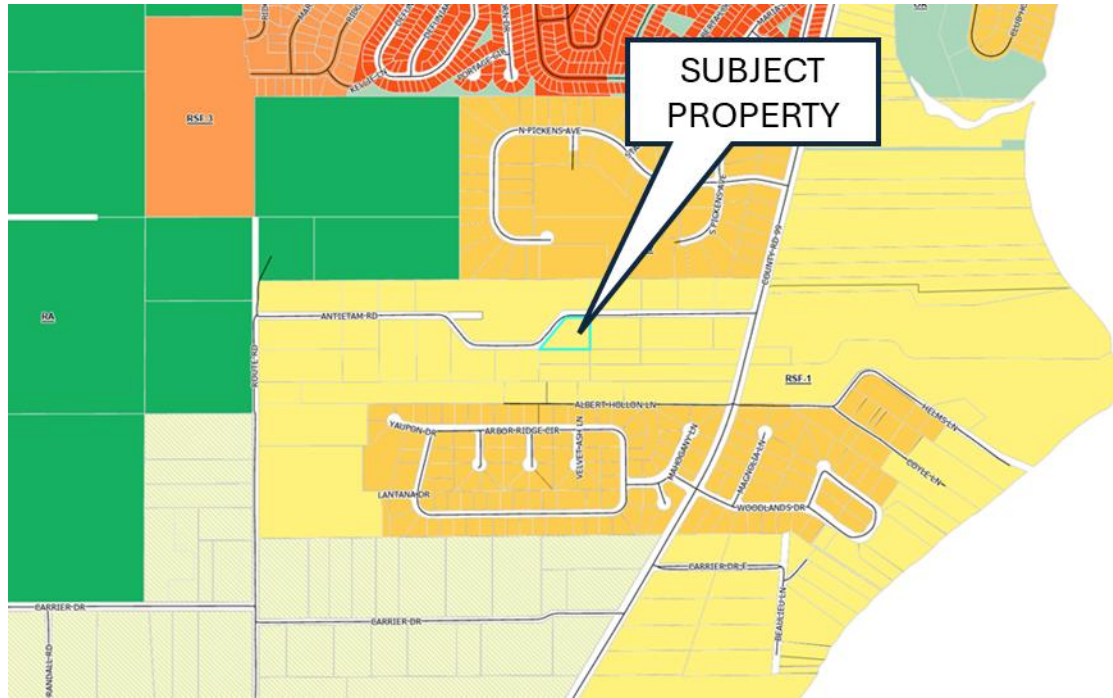 SUBJECT
PROPERTY
KELLIE LN
PORTAGE CIR
RSF-3
N PICKENS AVE
S PICKENS AVE
COUNTY RD 99
RA
ANTIETAM RD
ROUTE RD
RSF-1
ALBERT HOLLON LN
HELMS LN
YAUPON DR
ARBOR RIDGE CIR
VELVET ASH LN
MAHOGANY LN
MAGNOLIA LN
COYLE LN
LANTANA DR
WOODLANDS DR
CARRIER DR E
BEAULIEU LN
CARRIER DR
CARRIER DR
RANDALL RD